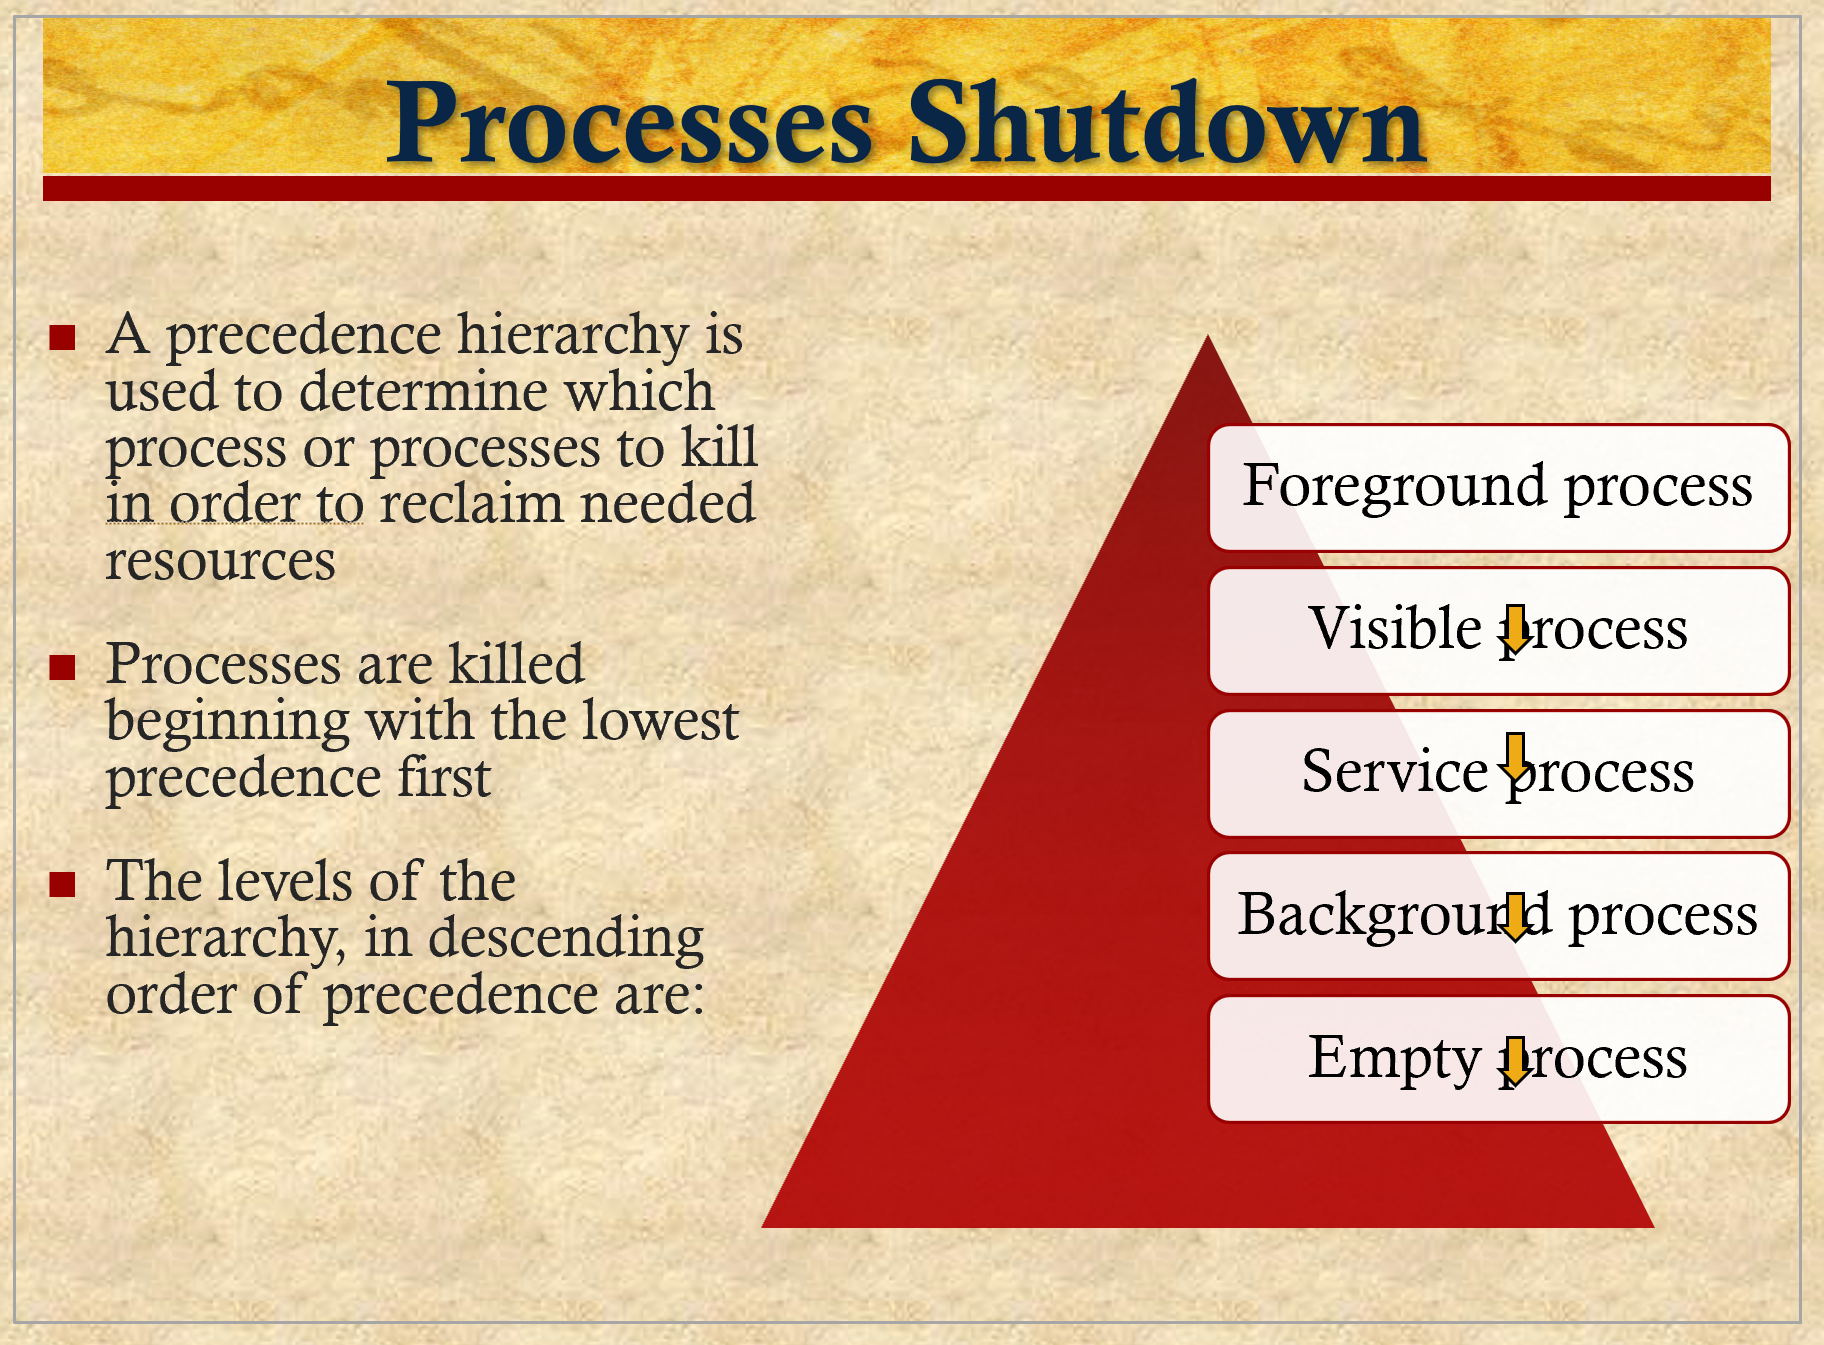 Processes Shutdown
A precedence hierarchy is
used to determine which
process or processes to kill
in order to reclaim needed
resources
Processes are killed
beginning with the lowest
precedence first
The levels of the
hierarchy, in descending
order of precedence are:
Foreground process
Visible process
Service process
Background process
Empty process